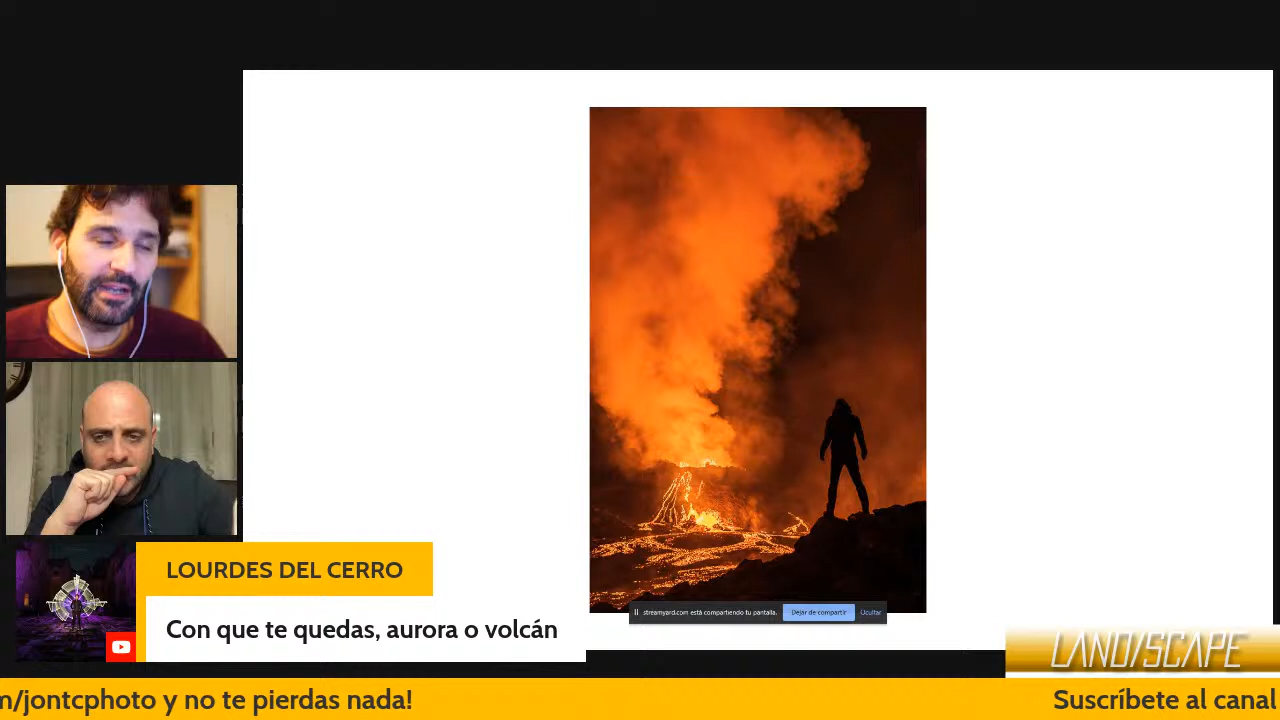 streamyard.com está compartiendo tu pantalla. Dejar de compartir Ocultar
LOURDES DEL CERRO
Con que te quedas, aurora o volcán
LAND/SCAPE
m/jontcphoto y no te pierdas nada! Suscríbete al canal